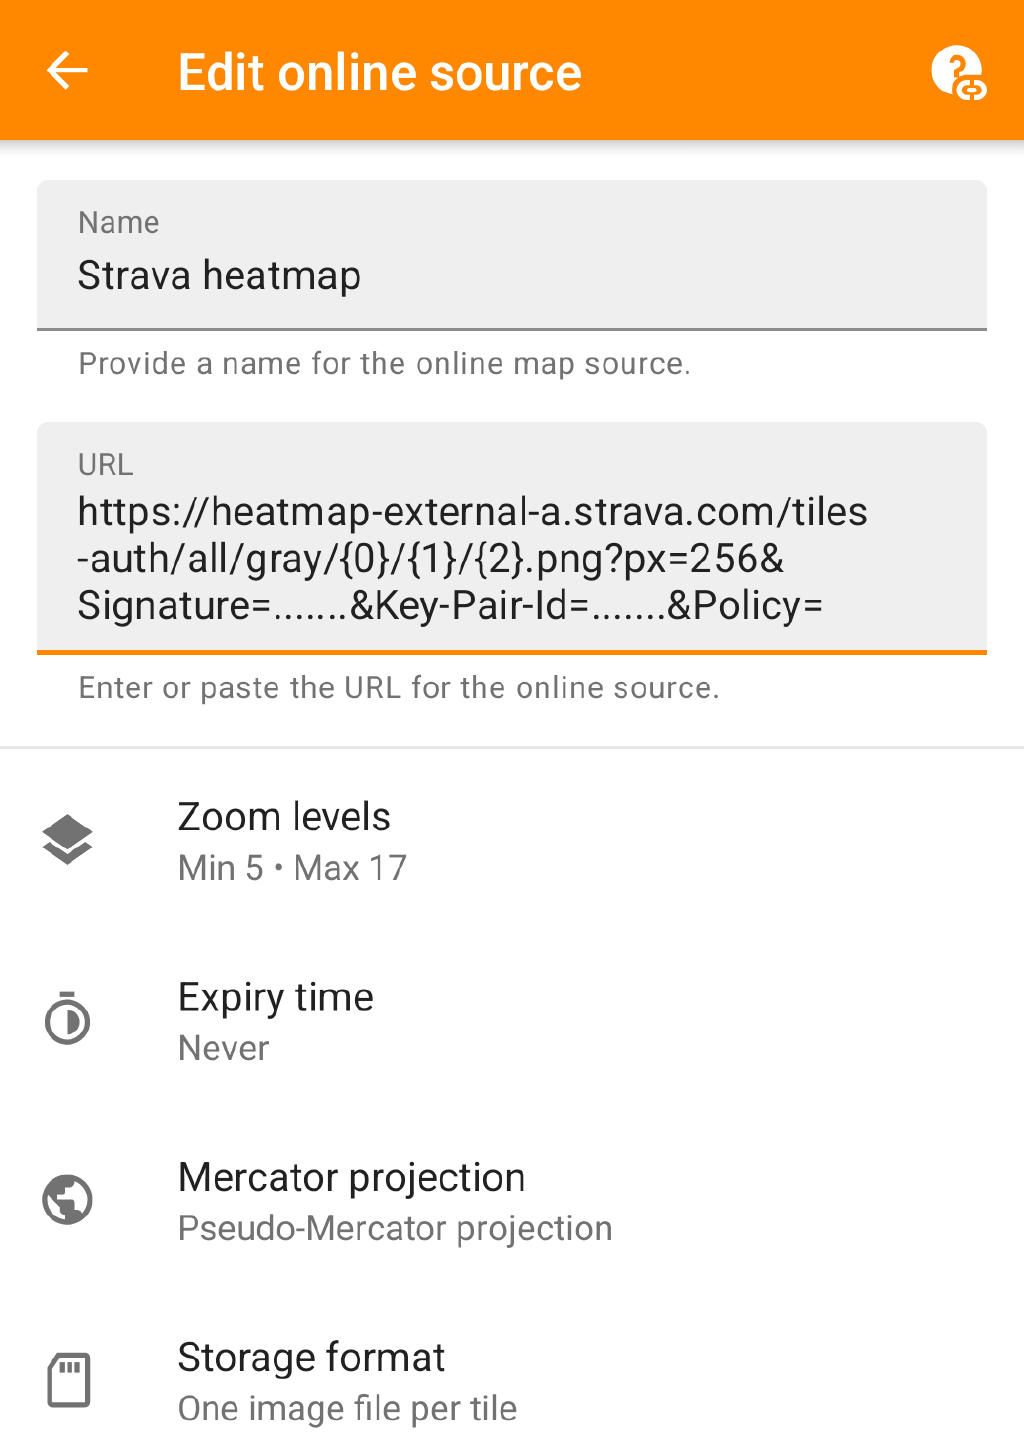 Edit online source
Name
Strava heatmap
Provide a name for the online map source.
URL
https://heatmap-external-a.strava.com/tiles
-auth/all/gray/{0}/{1}/{2}.png?px=256&
Signature=.......&Key-Pair-Id=.......&Policy=
Enter or paste the URL for the online source.
Zoom levels
Min 5 • Max 17
Expiry time
Never
Mercator projection
Pseudo-Mercator projection
Storage format
One image file per tile